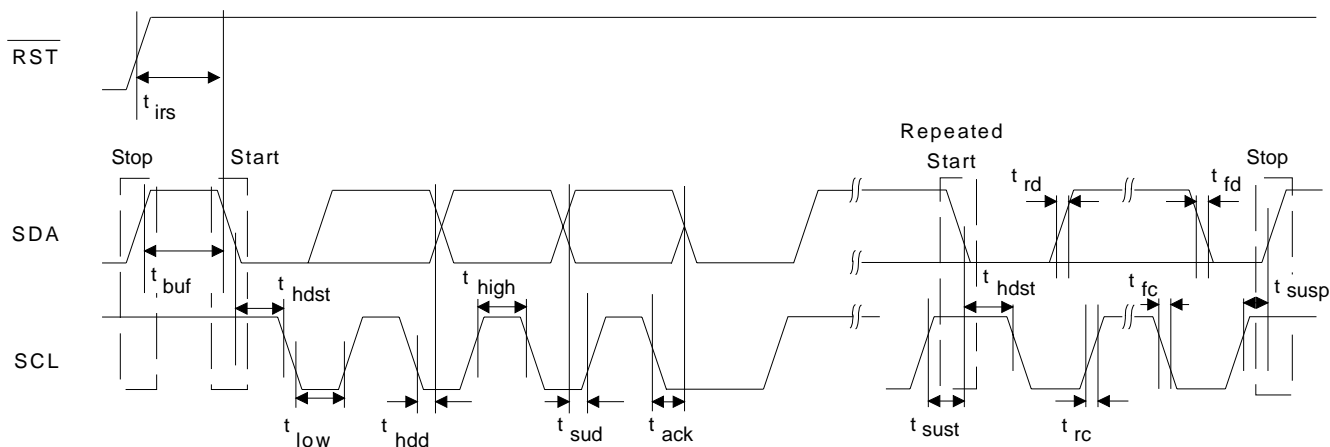 RST
t irs
Repeated
Stop
Start
Start
Stop
t rd
t fd
SDA
t buf
t hdst
t high
t hdst
t fc
t susp
SCL
t low
t hdd
t sud
t ack
t sust
t rc